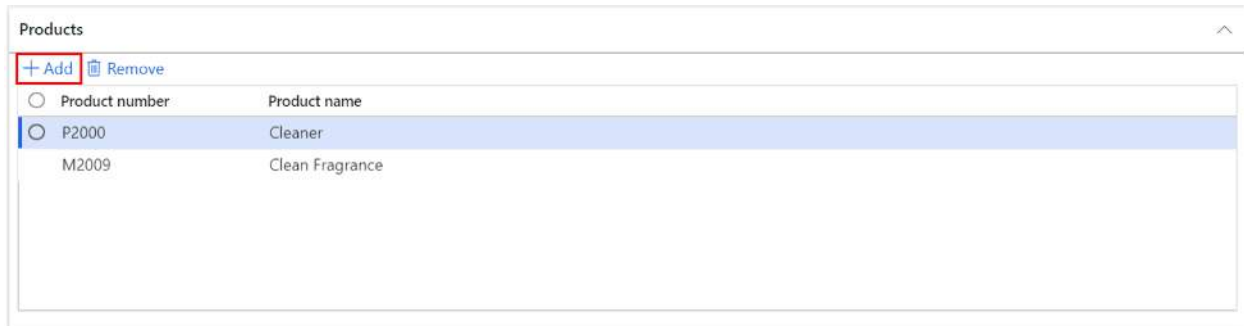 Products
+ Add Remove
Product number Product name
P2000 Cleaner
M2009 Clean Fragrance